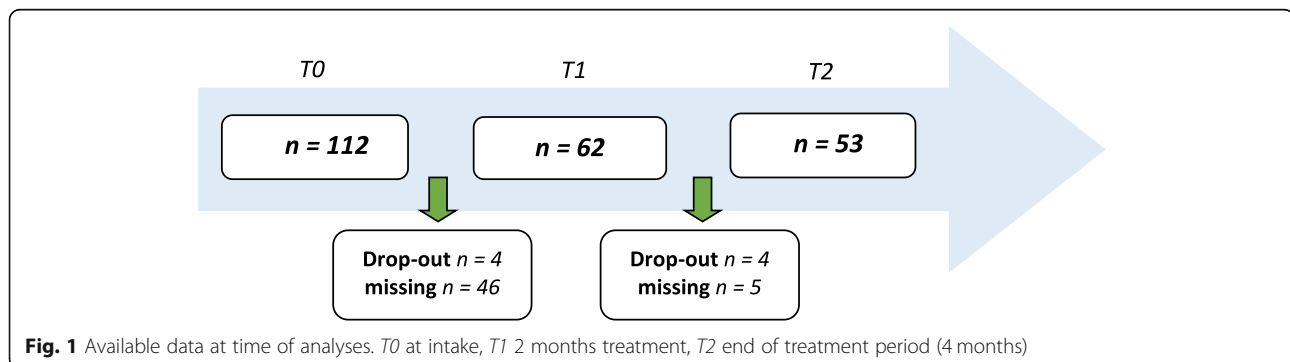 T0 T1 T2
n = 112 n = 62 n = 53
Drop-out n = 4 Drop-out n = 4
missing n = 46 missing n = 5
Fig. 1 Available data at time of analyses. T0 at intake, T1 2 months treatment, T2 end of treatment period (4 months)